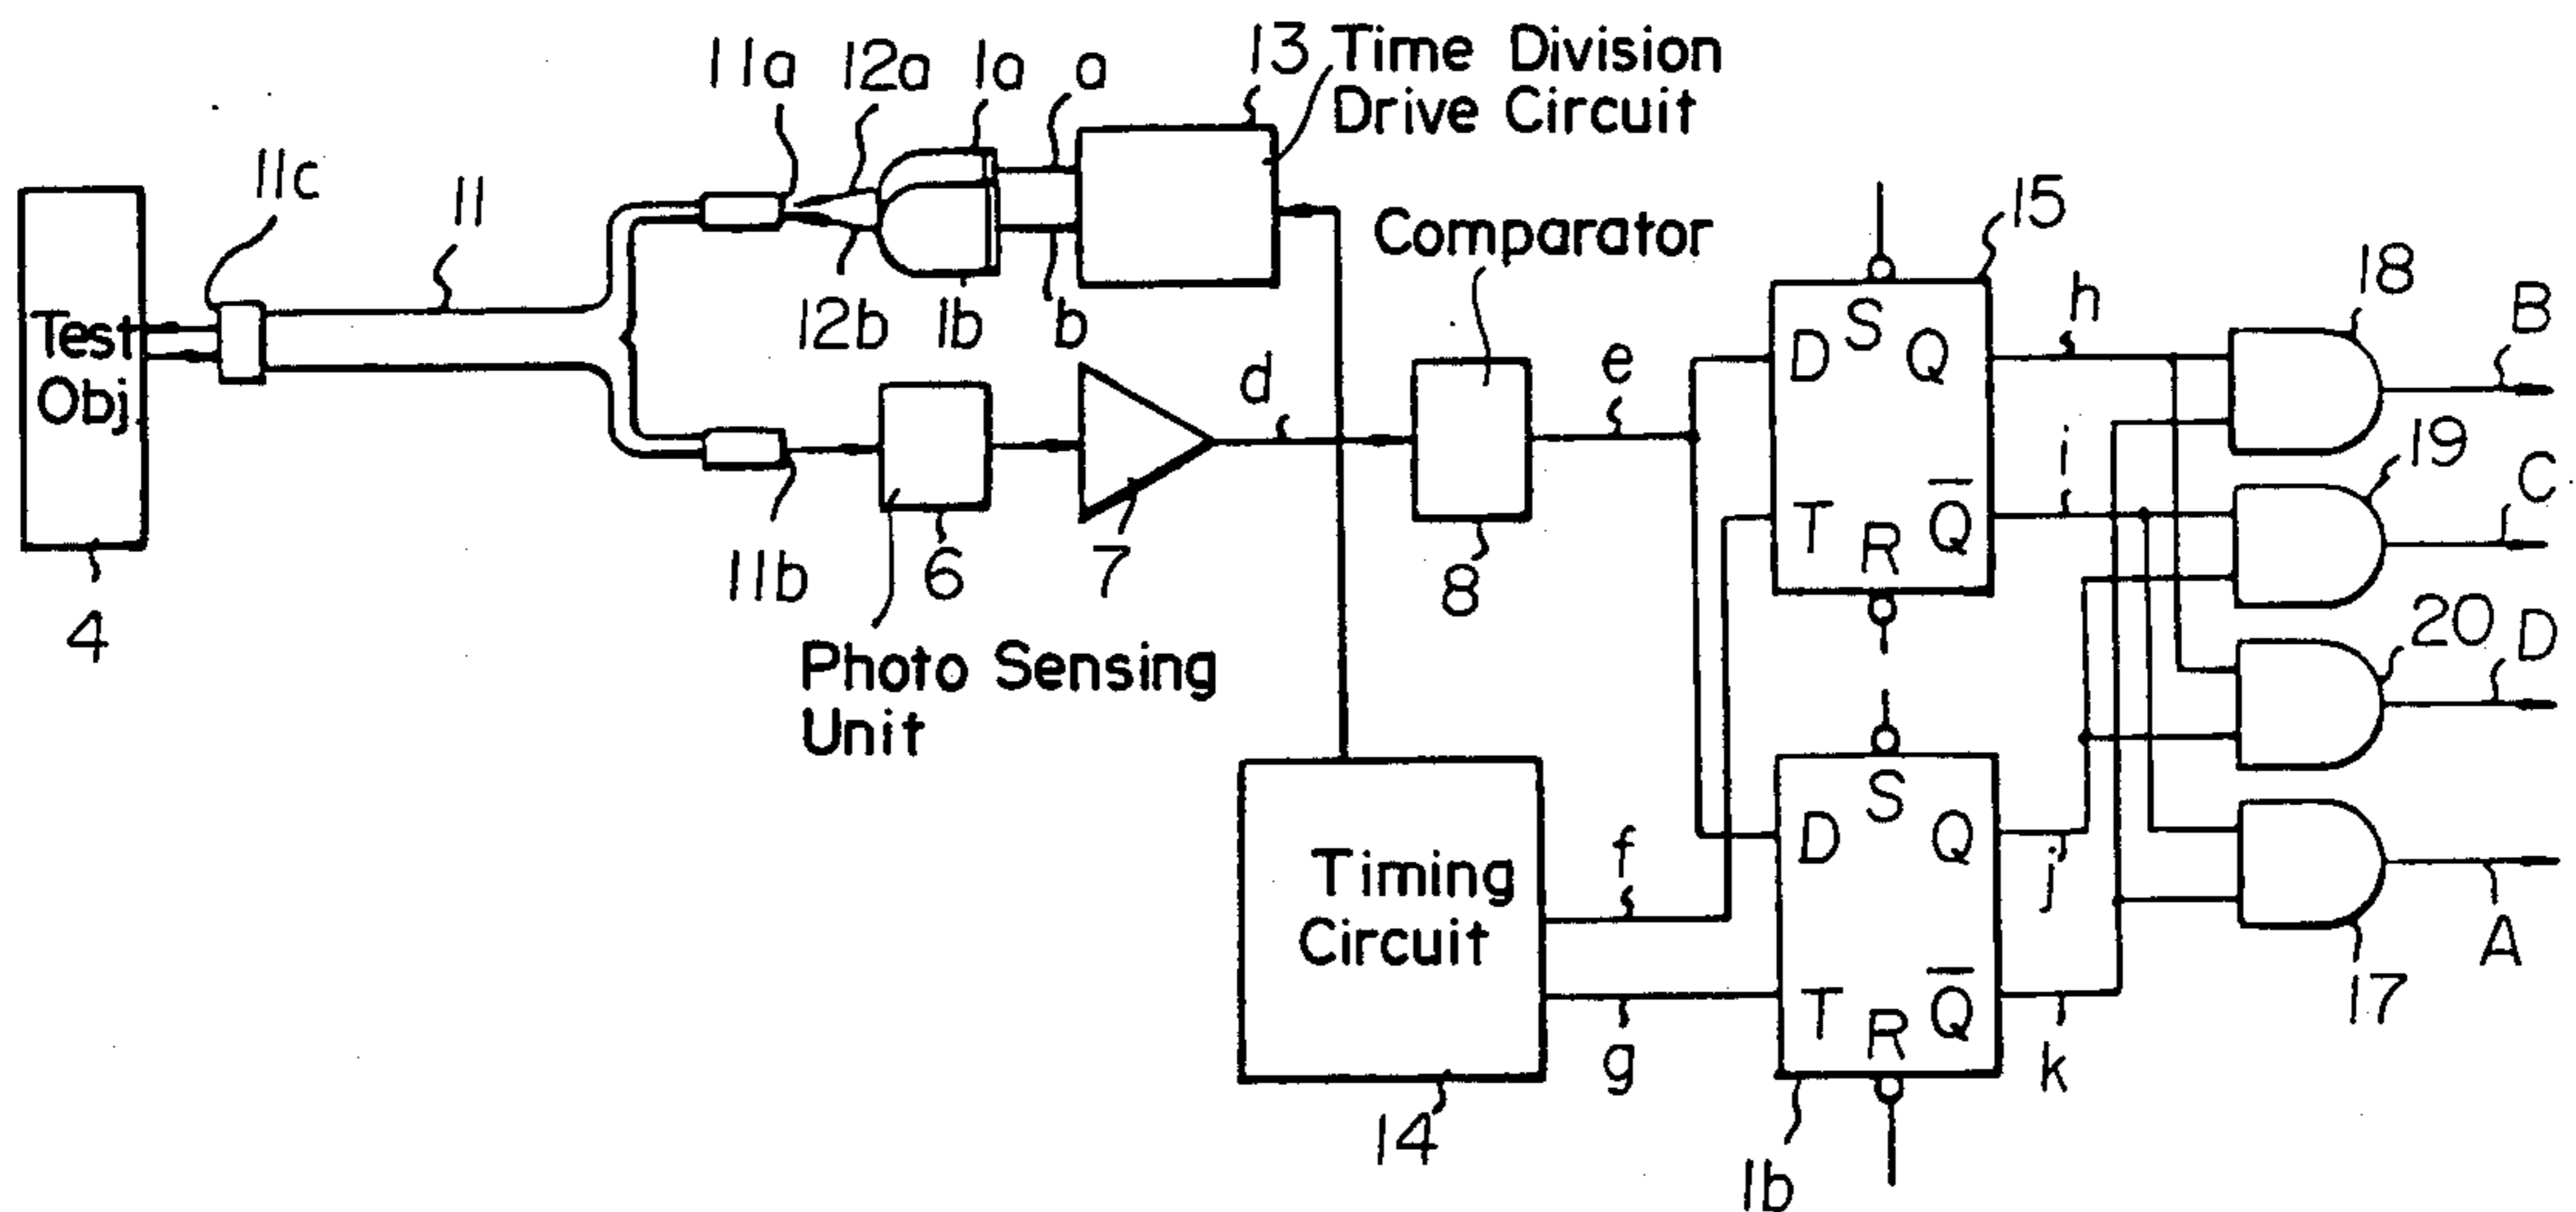 11a 12a 1a a 13 Time Division
Drive Circuit
11c 11
Test
Obj.
4
12b 1b b
Comparator
15
11b 6 7 d 8 e
Photo Sensing
Unit
S
D Q
T R Q̅
h
i
18 B
19 C
20 D
17 A
Timing
Circuit
14
f
g
S
D Q
T R Q̅
1b
j
k